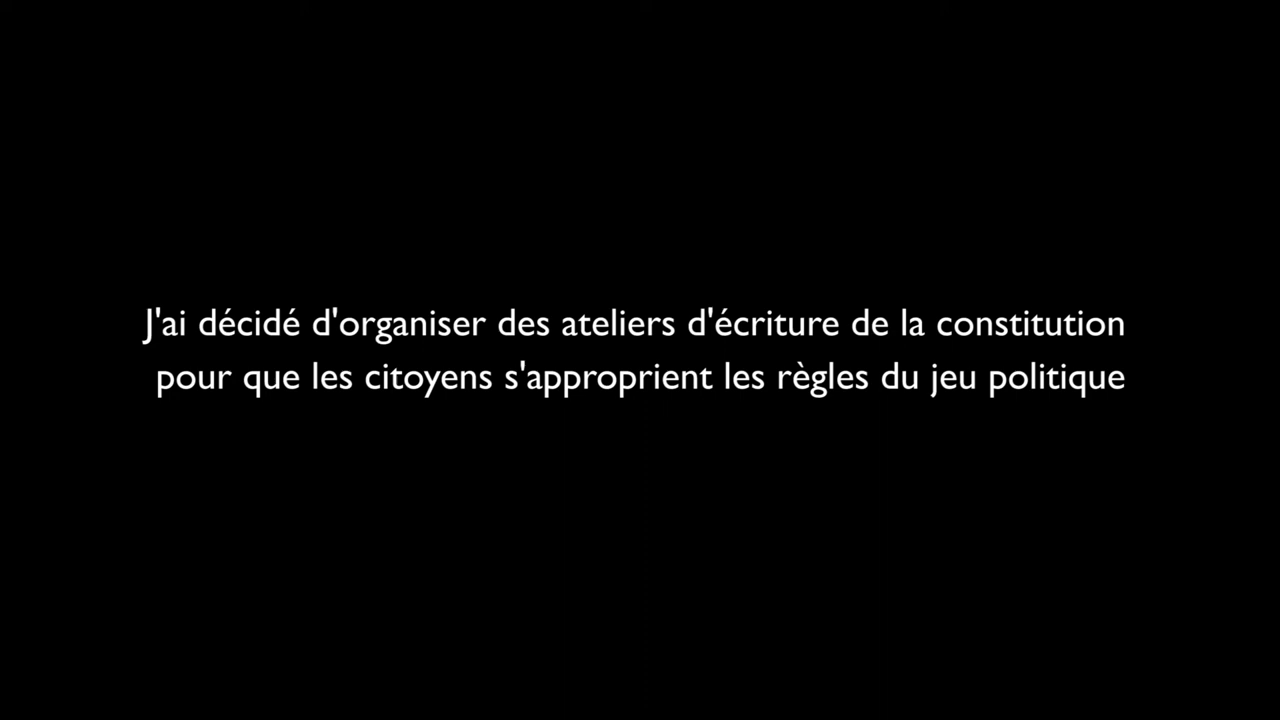 J'ai décidé d'organiser des ateliers d'écriture de la constitution
pour que les citoyens s'approprient les règles du jeu politique